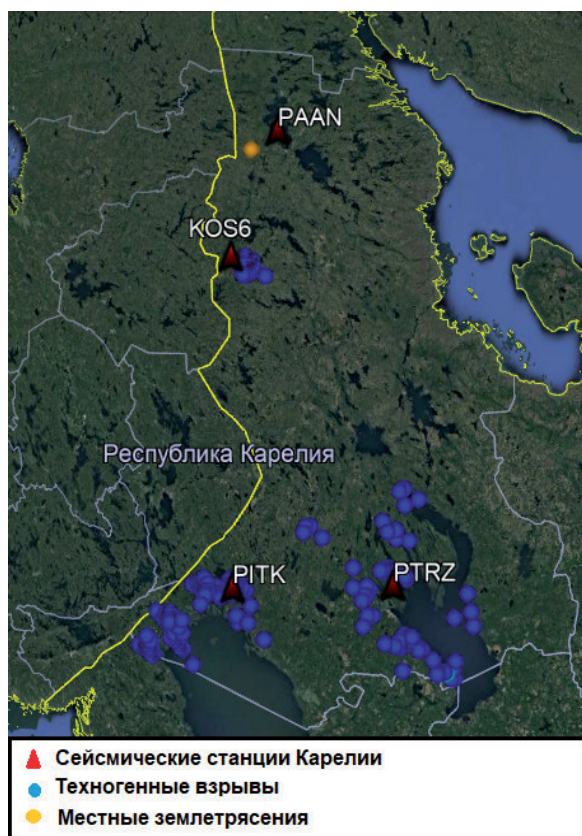 PAAN
KOS6
Республика Карелия
PITK
PTRZ
Сейсмические станции Карелии
Техногенные взрывы
Местные землетрясения